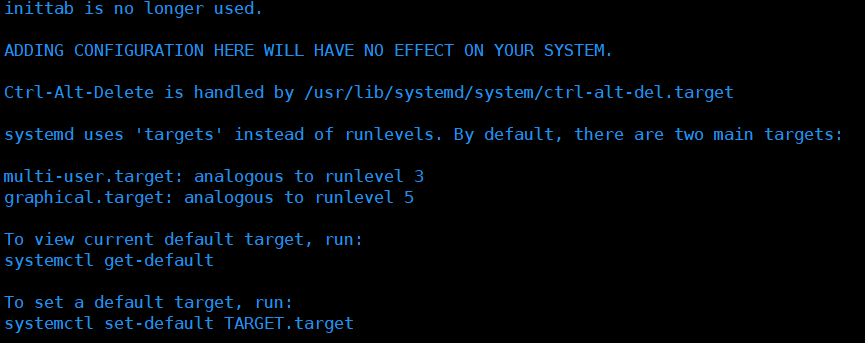 inittab is no longer used.
ADDING CONFIGURATION HERE WILL HAVE NO EFFECT ON YOUR SYSTEM.
Ctrl-Alt-Delete is handled by /usr/lib/systemd/system/ctrl-alt-del.target
systemd uses 'targets' instead of runlevels. By default, there are two main targets:
multi-user.target: analogous to runlevel 3
graphical.target: analogous to runlevel 5
To view current default target, run:
systemctl get-default
To set a default target, run:
systemctl set-default TARGET.target